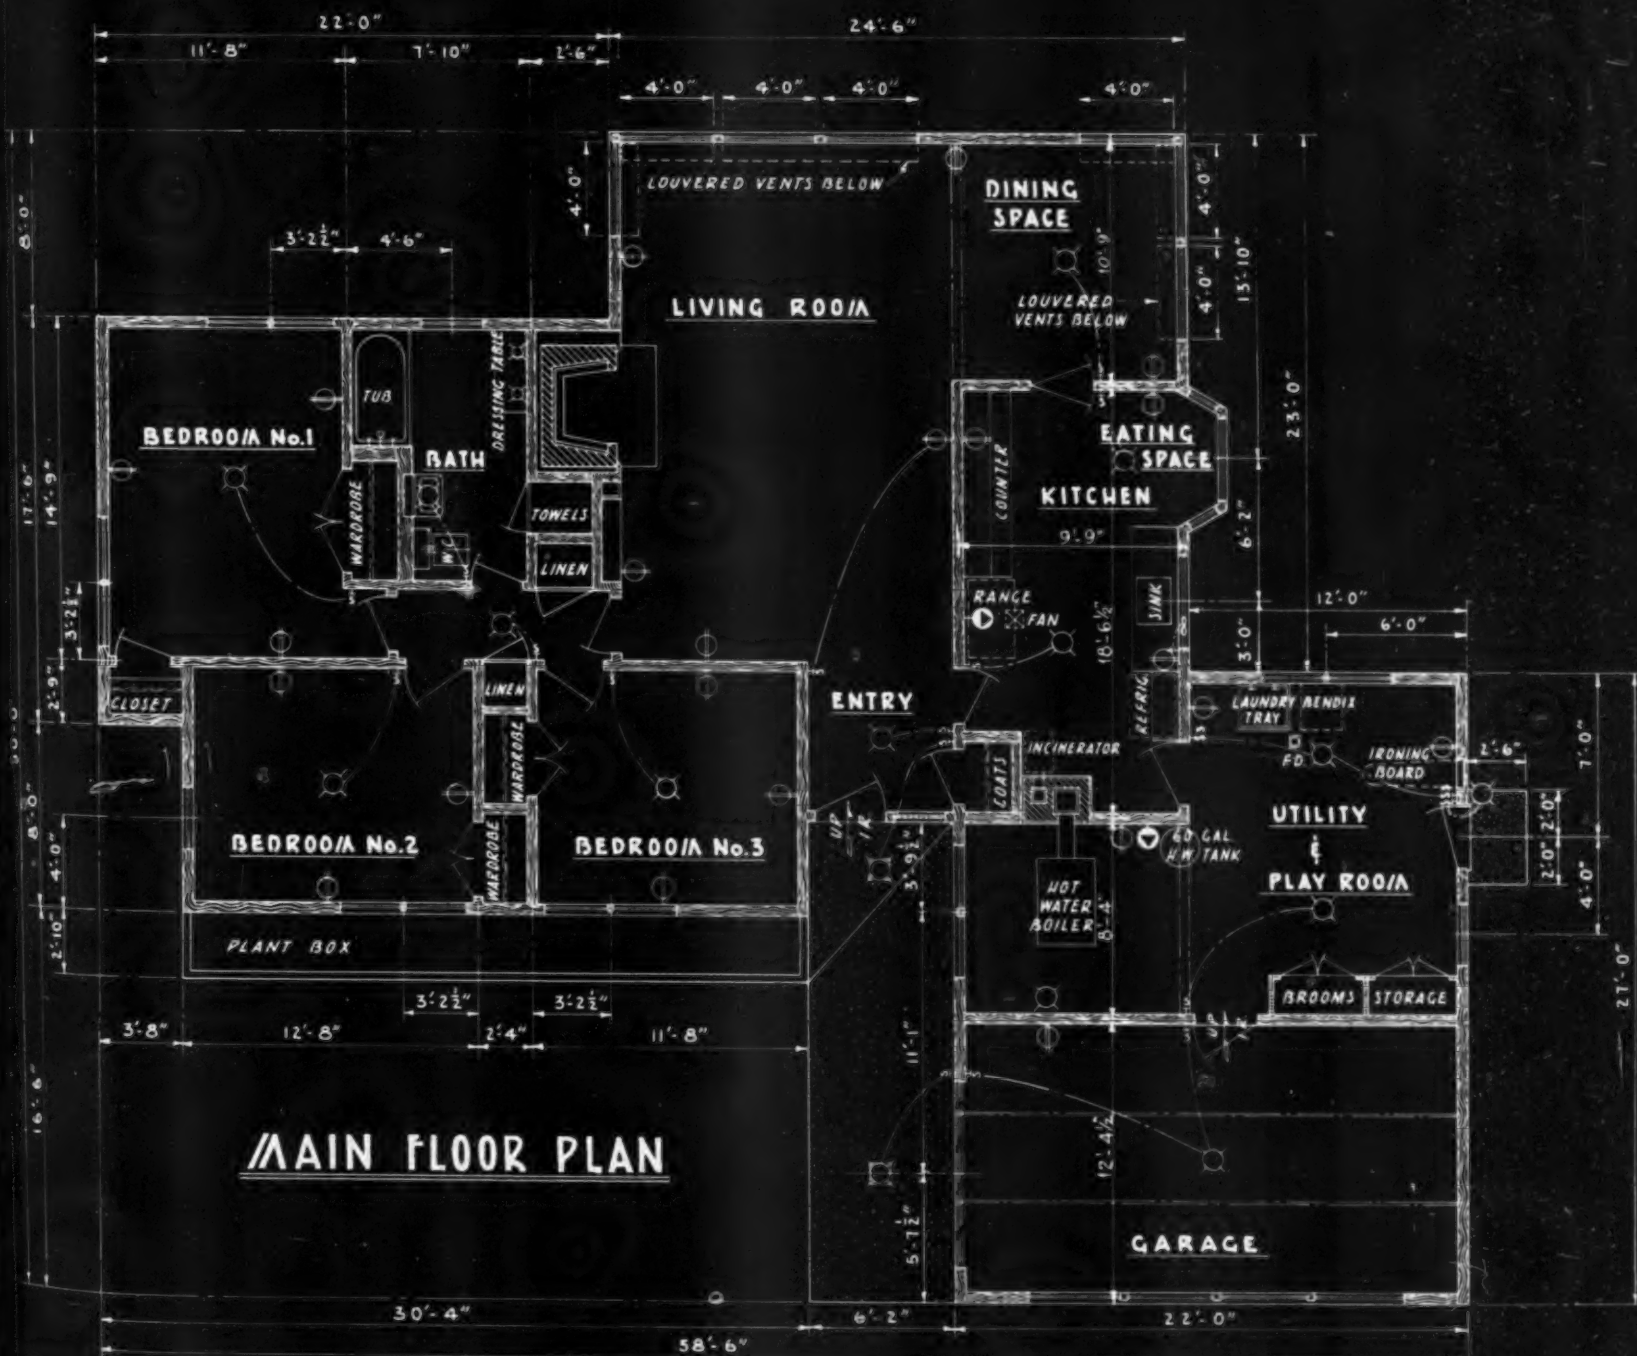 22'-0"
24'-6"
11'-8"
7'-10"
2'-6"
4'-0"
4'-0"
4'-0"
4'-0"
8'-0"
4'-0"
LOUVERED VENTS BELOW
DINING
SPACE
4'-0"
3'-2½"
4'-6"
10'-9"
13'-10"
4'-0"
LIVING ROOM
LOUVERED
VENTS BELOW
23'-0"
17'-6"
14'-9"
TUB
DRESSING TABLE
BEDROOM No.1
BATH
EATING
SPACE
COUNTER
KITCHEN
WARDROBE
TOWELS
W.C.
LINEN
9'-9"
6'-2"
RANGE
FAN
SINK
18'-6½"
12'-0"
6'-0"
3'-2½"
3'-0"
2'-9"
CLOSET
LINEN
ENTRY
REFRIG.
LAUNDRY
TRAY
BENDIX
WARDROBE
COATS
INCINERATOR
F.D.
IRONING
BOARD
2'-6"
7'-0"
8'-0"
4'-0"
BEDROOM No.2
WARDROBE
BEDROOM No.3
UP
1R
3'-9½"
60 GAL
H.W. TANK
UTILITY
&
PLAY ROOM
2'-0"
2'-0"
4'-0"
HOT
WATER
BOILER
8'-4"
2'-10"
PLANT BOX
BROOMS
STORAGE
27'-0"
3'-2½"
3'-2½"
3'-8"
12'-8"
2'-4"
11'-8"
11'-1"
UP
1R
16'-6"
MAIN FLOOR PLAN
12'-4½"
5'-7½"
GARAGE
30'-4"
6'-2"
22'-0"
58'-6"